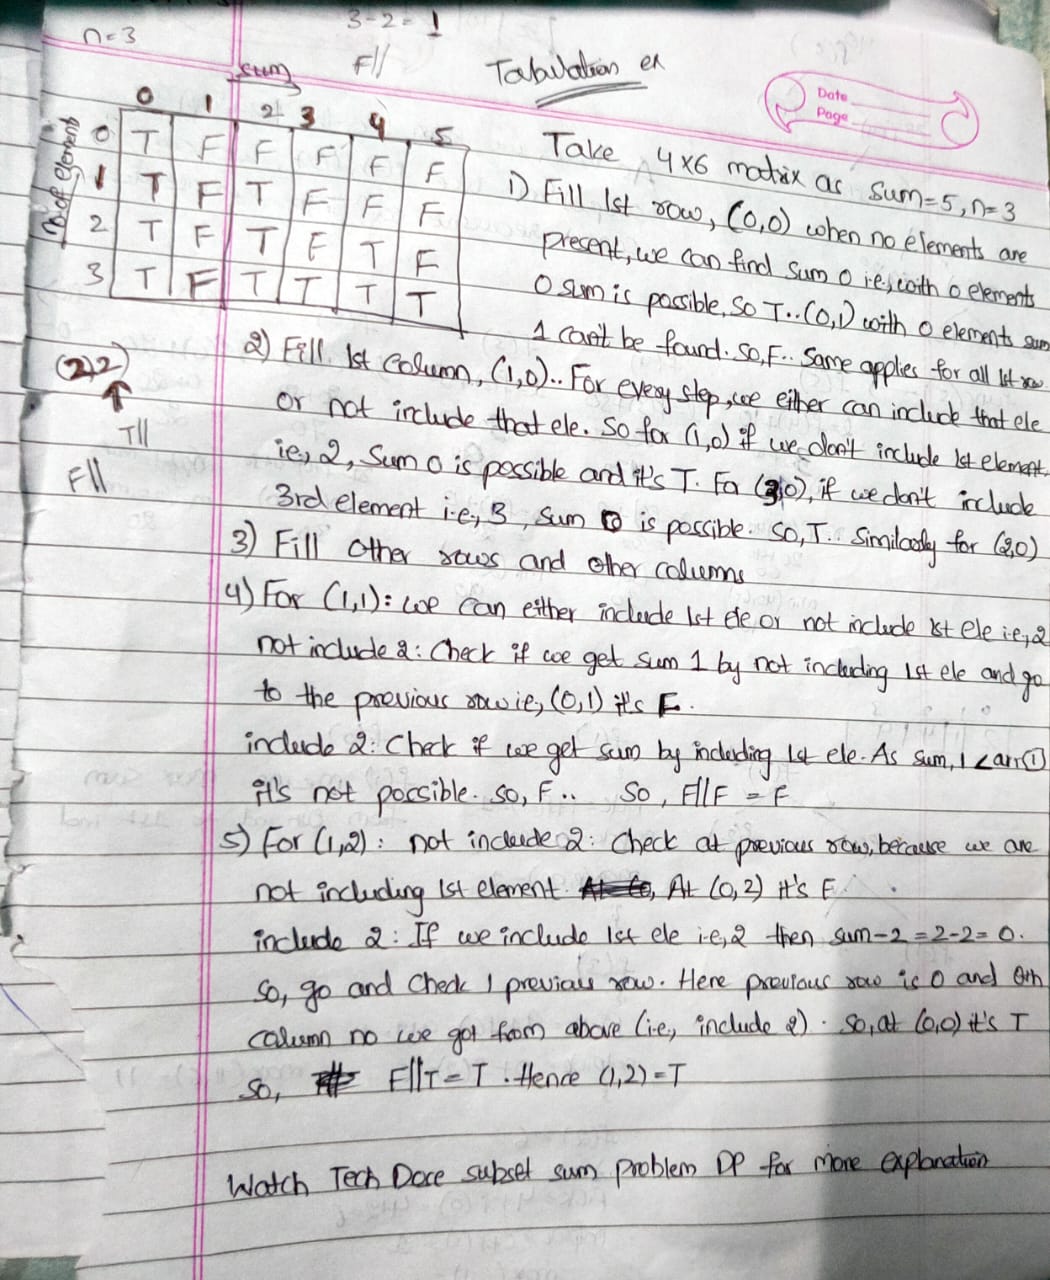 n=3
3-2=1
F||
Tabulation ex
Date
Page
sum
0 1 2 3 4 5
no. of elements
0 T F F F F F
1 T F T F F F
2 T F T F T F
3 T F T T T T
Take 4x6 matrix as sum=5, n=3
1) Fill 1st row, (0,0) when no elements are
present, we can find sum 0 ie, with 0 elements
0 sum is possible. So T.. (0,1) with 0 elements sum
1 can't be found. So, F.. Same applies for all 1st row.
2) Fill 1st column, (1,0).. For every step, we either can include that ele
or not include that ele. So for (1,0) if we don't include 1st element.
ie, 2, Sum 0 is possible and it's T. For (3,0), if we don't include
3rd element i.e, 3, sum 0 is possible. So, T.. Similarly for (2,0)
(2,2)
T||
F||
3) Fill other rows and other columns
4) For (1,1): we can either include 1st ele or not include 1st ele i.e, 2
not include 2: Check if we get sum 1 by not including 1st ele and go
to the previous row ie, (0,1) it's F.
include 2: Check if we get sum by including 1st ele. As sum, 1 < arr[1]
it's not possible. So, F.. So, F||F = F
5) For (1,2): not include 2: Check at previous row, because we are
not including 1st element. At (0,2) it's F.
include 2: If we include 1st ele i.e, 2 then sum-2 = 2-2 = 0.
So, go and check 1 previous row. Here previous row is 0 and 0th
column no we got from above (i.e, include 2). So, at (0,0) it's T
So, F||T = T. Hence (1,2) = T
Watch Tech Dose subset sum problem DP for more explanation